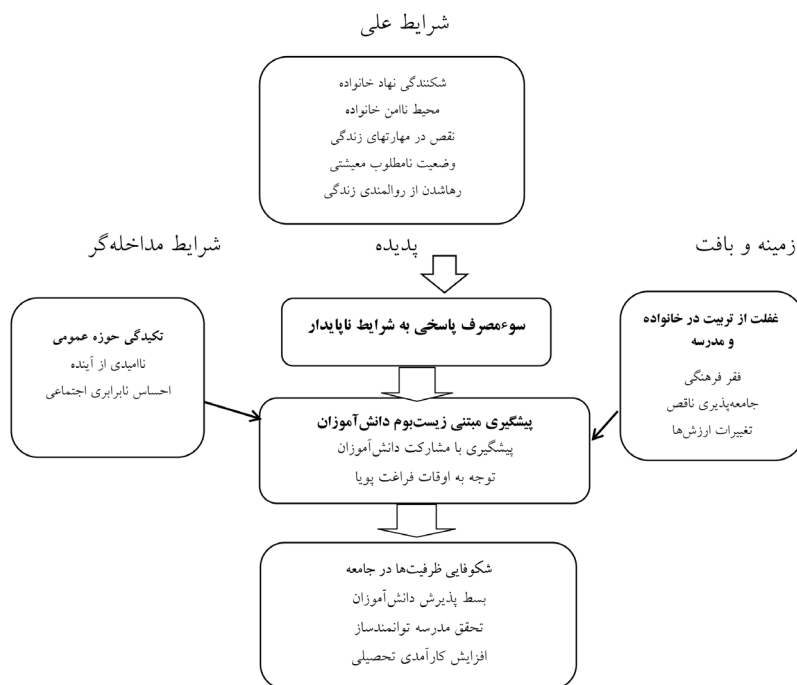 شرایط علی
شکنندگی نهاد خانواده
محیط ناامن خانواده
نقص در مهارتهای زندگی
وضعیت نامطلوب معیشتی
رهاشدن از روالمندی زندگی
زمینه و بافت
پدیده
شرایط مداخله‌گر
غفلت از تربیت در خانواده
و مدرسه
فقر فرهنگی
جامعه‌پذیری ناقص
تغییرات ارزش‌ها
سوءمصرف پاسخی به شرایط ناپایدار
تکیدگی حوزه عمومی
ناامیدی از آینده
احساس نابرابری اجتماعی
پیشگیری مبتنی زیست‌بوم دانش‌آموزان
پیشگیری با مشارکت دانش‌آموزان
توجه به اوقات فراغت پویا
شکوفایی ظرفیت‌ها در جامعه
بسط پذیرش دانش‌آموزان
تحقق مدرسه توانمندساز
افزایش کارآمدی تحصیلی